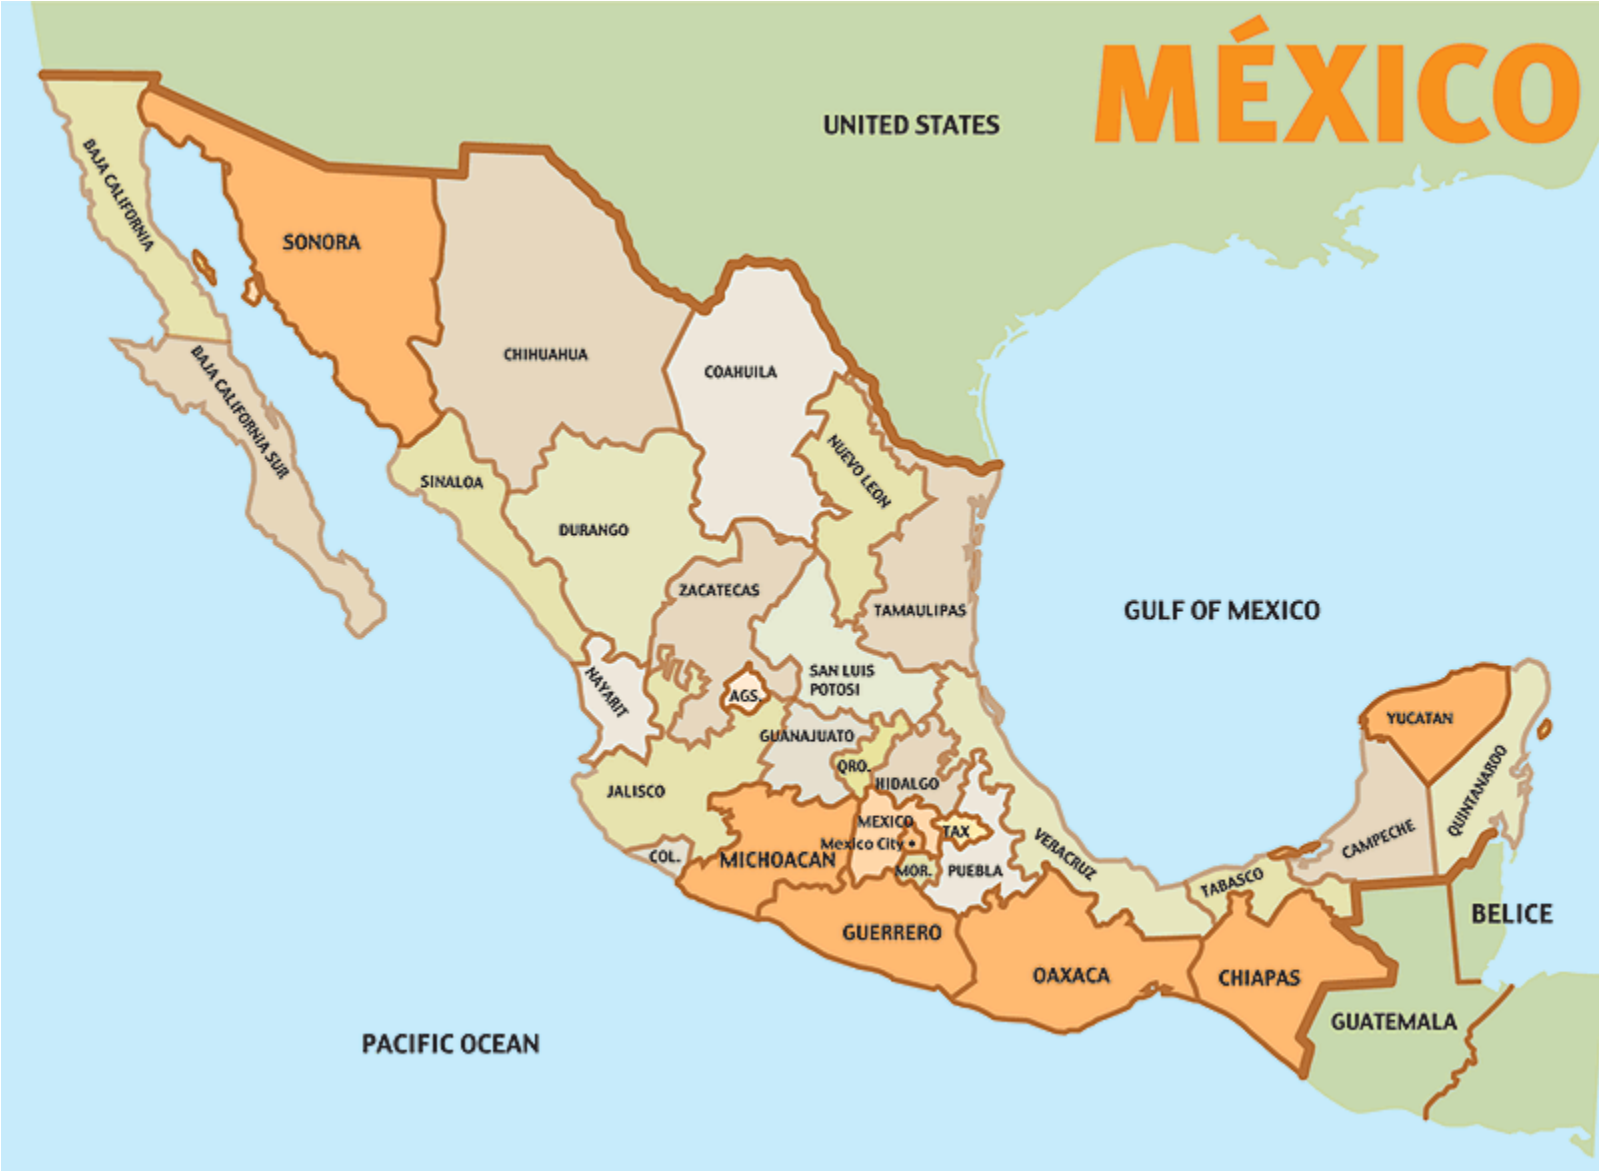 MÉXICO
UNITED STATES
BAJA CALIFORNIA
SONORA
CHIHUAHUA
COAHUILA
BAJA CALIFORNIA SUR
NUEVO LEON
SINALOA
DURANGO
ZACATECAS
TAMAULIPAS
GULF OF MEXICO
SAN LUIS
POTOSI
NAYARIT
AGS.
YUCATAN
GUANAJUATO
QRO.
HIDALGO
JALISCO
QUINTANAROO
MEXICO
TAX
Mexico City
CAMPECHE
COL.
MICHOACAN
VERACRUZ
MOR.
PUEBLA
TABASCO
BELICE
GUERRERO
OAXACA
CHIAPAS
GUATEMALA
PACIFIC OCEAN